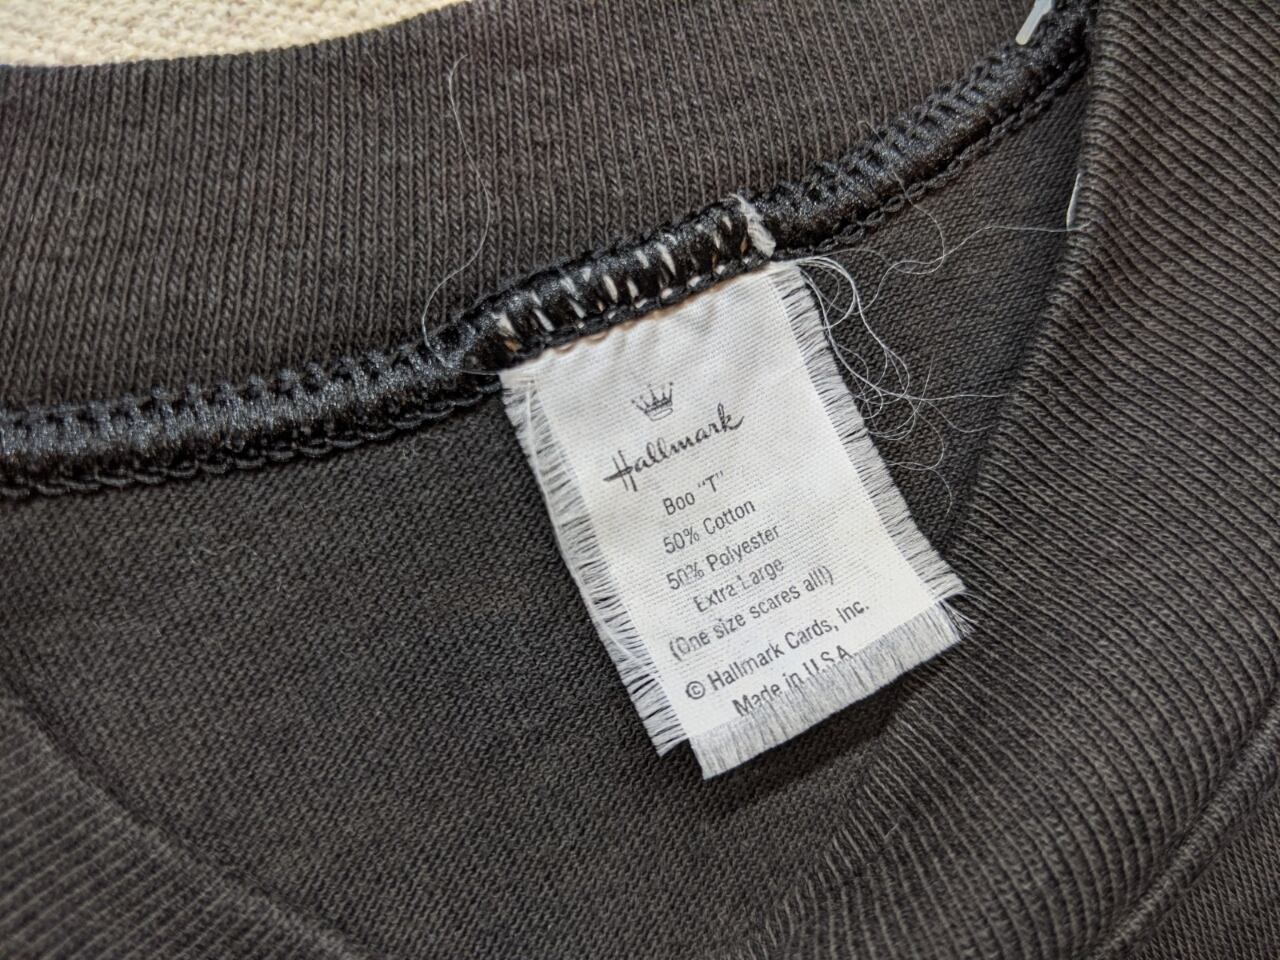 Hallmark
Boo "T"
50% Cotton
50% Polyester
Extra Large
(One size scares all!)
© Hallmark Cards, Inc.
Made in U.S.A.